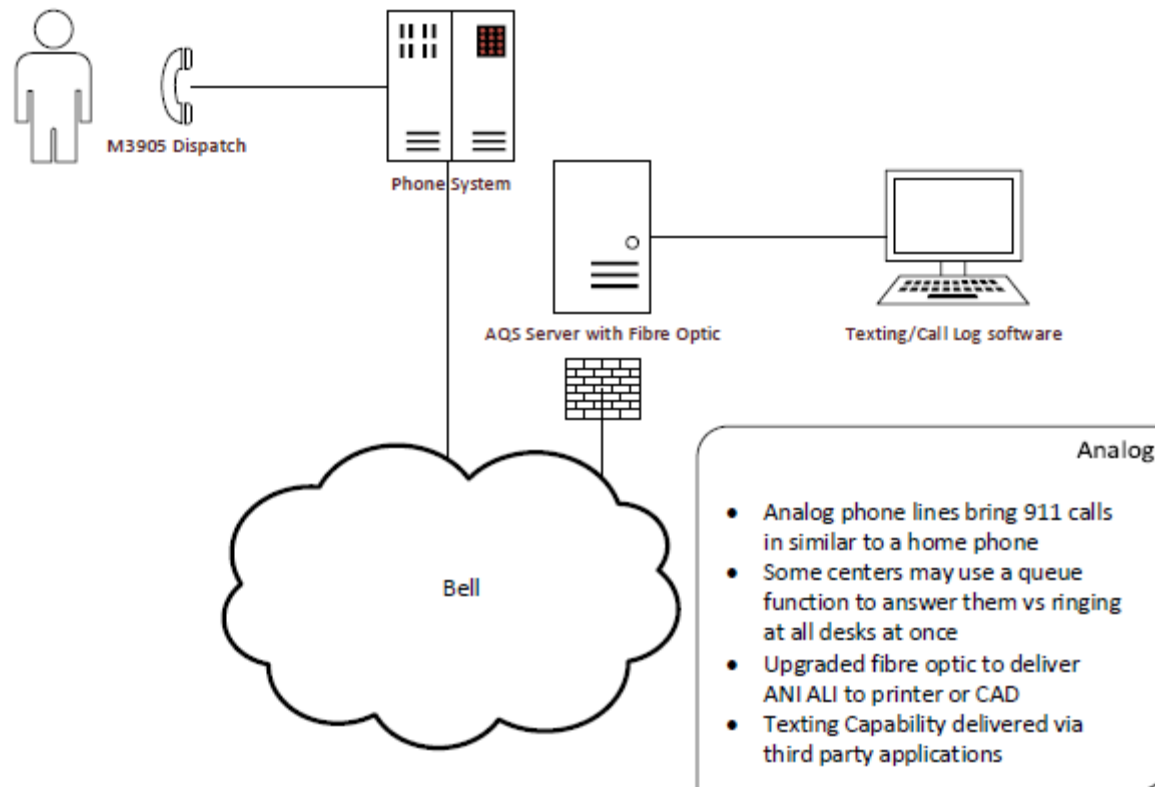 M3905 Dispatch
Phone System
AQS Server with Fibre Optic
Texting/Call Log software
Bell
Analog
● Analog phone lines bring 911 calls
in similar to a home phone
● Some centers may use a queue
function to answer them vs ringing
at all desks at once
● Upgraded fibre optic to deliver
ANI ALI to printer or CAD
● Texting Capability delivered via
third party applications